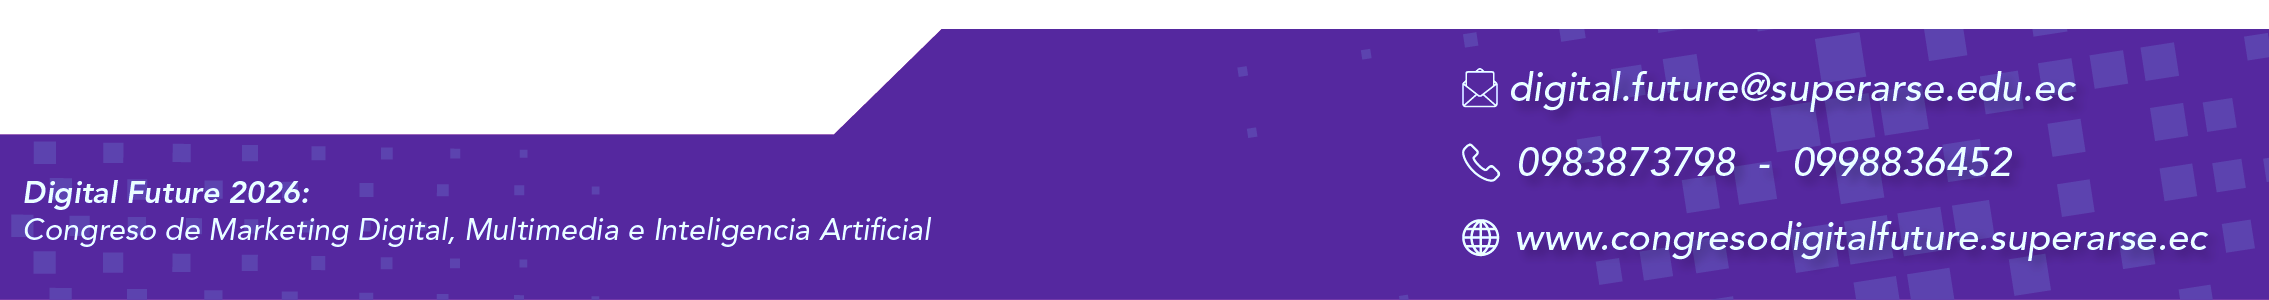 Digital Future 2026:
Congreso de Marketing Digital, Multimedia e Inteligencia Artificial
digital.future@superarse.edu.ec
0983873798 - 0998836452
www.congresodigitalfuture.superarse.ec